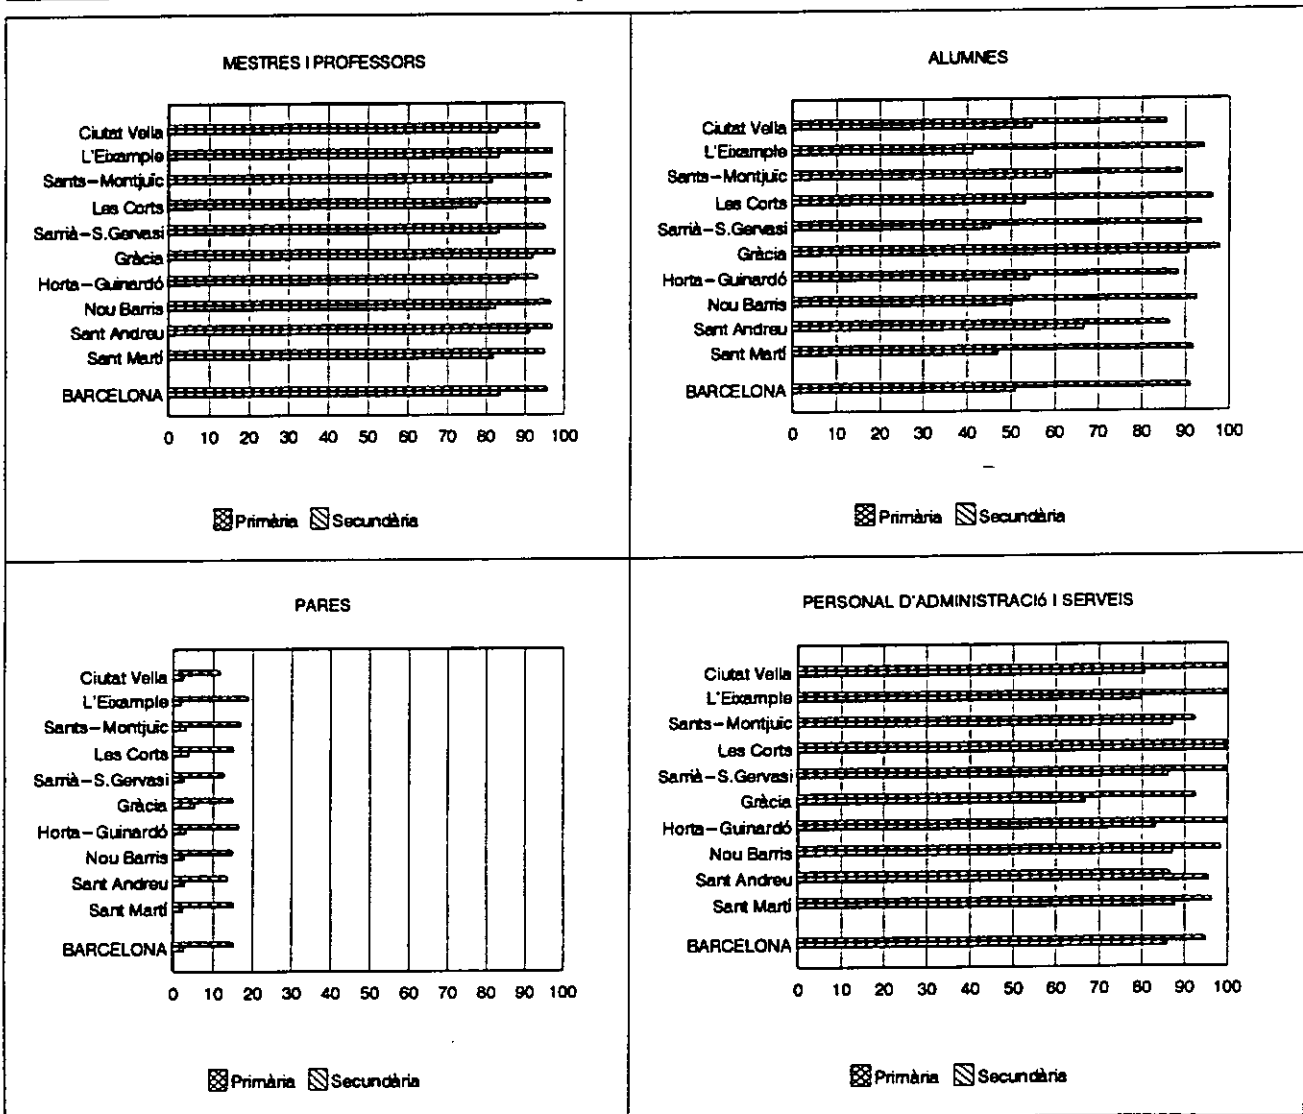 MESTRES I PROFESSORS
Ciutat Vella
L'Eixample
Sants-Montjuïc
Les Corts
Sarrià-S.Gervasi
Gràcia
Horta-Guinardó
Nou Barris
Sant Andreu
Sant Martí
BARCELONA
0 10 20 30 40 50 60 70 80 90 100
Primària Secundària
ALUMNES
Ciutat Vella
L'Eixample
Sants-Montjuïc
Les Corts
Sarrià-S.Gervasi
Gràcia
Horta-Guinardó
Nou Barris
Sant Andreu
Sant Martí
BARCELONA
0 10 20 30 40 50 60 70 80 90 100
Primària Secundària
PARES
Ciutat Vella
L'Eixample
Sants-Montjuïc
Les Corts
Sarrià-S.Gervasi
Gràcia
Horta-Guinardó
Nou Barris
Sant Andreu
Sant Martí
BARCELONA
0 10 20 30 40 50 60 70 80 90 100
Primària Secundària
PERSONAL D'ADMINISTRACIó I SERVEIS
Ciutat Vella
L'Eixample
Sants-Montjuïc
Les Corts
Sarrià-S.Gervasi
Gràcia
Horta-Guinardó
Nou Barris
Sant Andreu
Sant Martí
BARCELONA
0 10 20 30 40 50 60 70 80 90 100
Primària Secundària